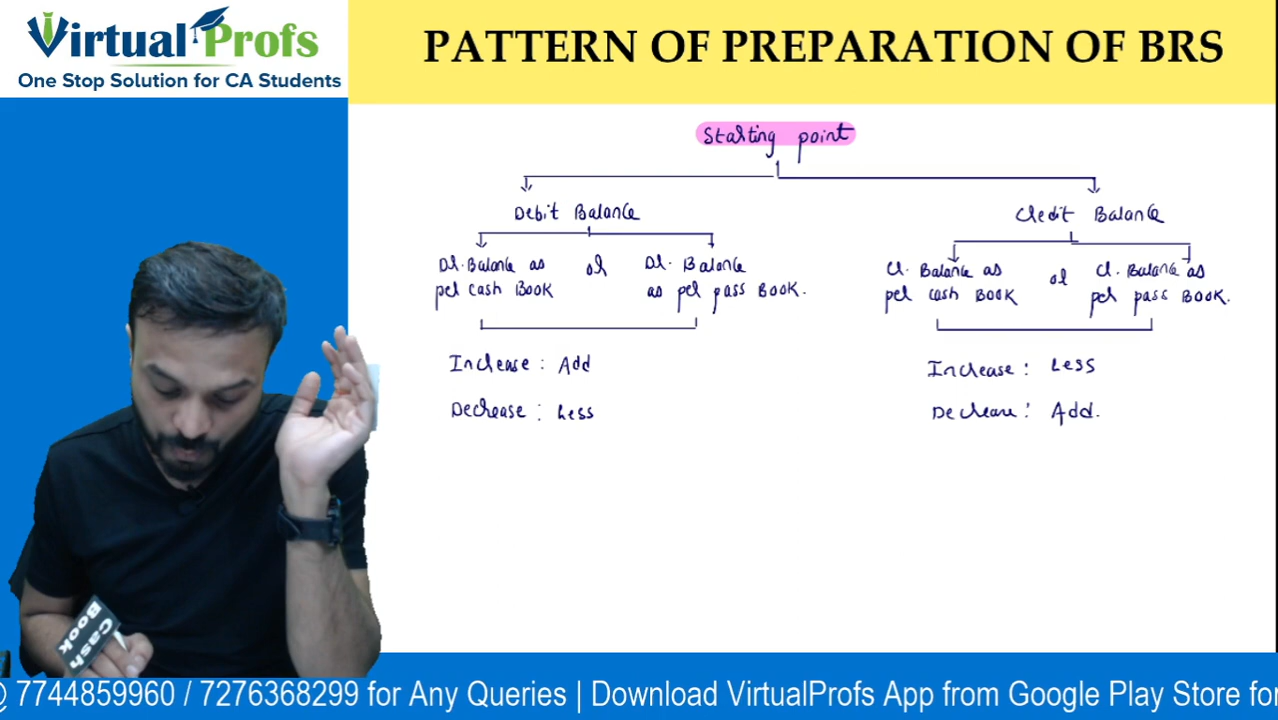 Virtual Profs
One Stop Solution for CA Students
PATTERN OF PREPARATION OF BRS
Starting point
Debit Balance
Credit Balance
Dr. Balance as
per cash Book
or
Dr. Balance
as per pass Book.
Cr. Balance as
per cash Book
or
Cr. Balance as
per pass Book.
Increase : Add
Decrease : Less
Increase : Less
Decrease : Add.
Cash
Book
@ 7744859960 / 7276368299 for Any Queries | Download VirtualProfs App from Google Play Store for